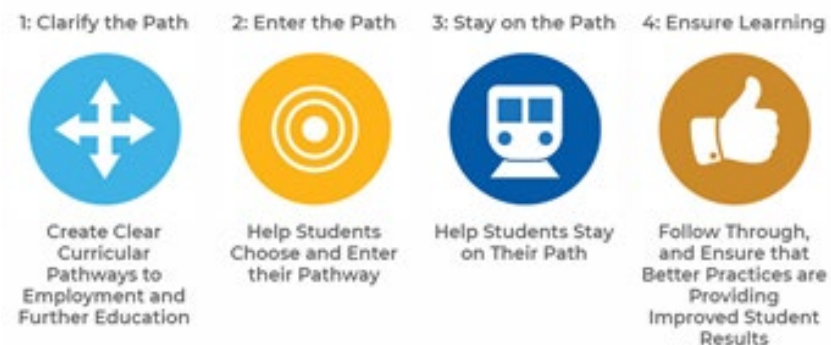 1: Clarify the Path
2: Enter the Path
3: Stay on the Path
4: Ensure Learning
Create Clear
Curricular
Pathways to
Employment and
Further Education
Help Students
Choose and Enter
their Pathway
Help Students Stay
on Their Path
Follow Through,
and Ensure that
Better Practices are
Providing
Improved Student
Results